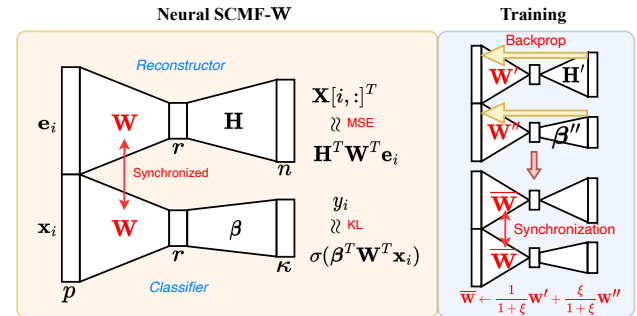 Neural SCMF-W
Training
Reconstructor
e_i
W
H
r
n
X[i,:]^T
≈ MSE
H^T W^T e_i
Synchronized
x_i
W
β
r
κ
p
y_i
≈ KL
σ(β^T W^T x_i)
Classifier
Backprop
W′
H′
W″
β″
W̅
Synchronization
W̅
W̅ ← 1/(1+ξ) W′ + ξ/(1+ξ) W″